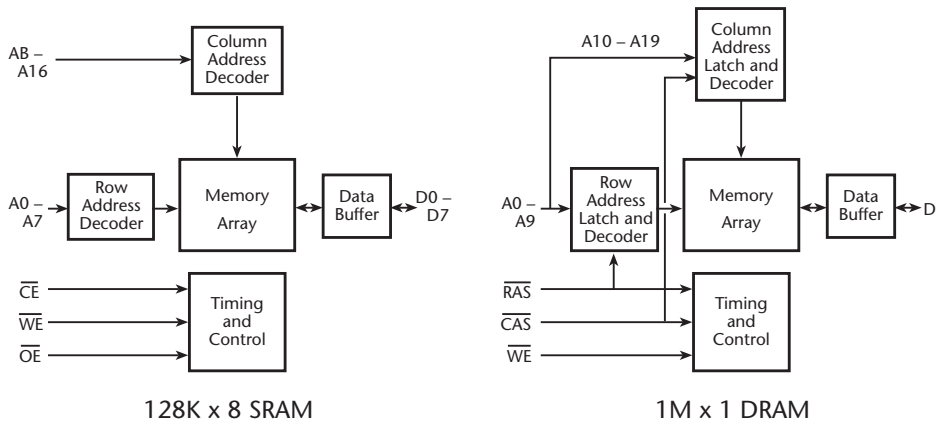 Column
Address
Decoder
AB –
A16
Row
Address
Decoder
A0 –
A7
Memory
Array
Data
Buffer
D0 –
D7
CE
WE
OE
Timing
and
Control
128K x 8 SRAM
A10 – A19
Column
Address
Latch and
Decoder
A0 –
A9
Row
Address
Latch and
Decoder
Memory
Array
Data
Buffer
D
RAS
CAS
WE
Timing
and
Control
1M x 1 DRAM